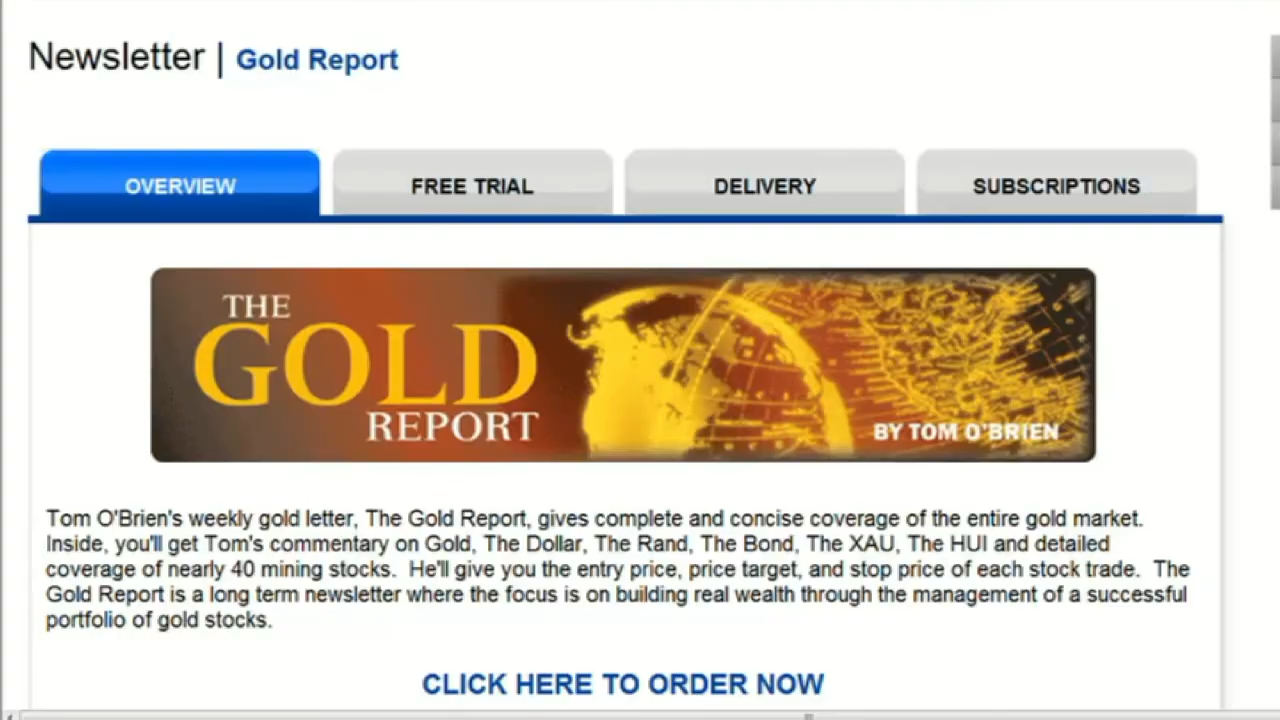 Newsletter | Gold Report
OVERVIEW
FREE TRIAL
DELIVERY
SUBSCRIPTIONS
THE
GOLD
REPORT
BY TOM O'BRIEN
Tom O'Brien's weekly gold letter, The Gold Report, gives complete and concise coverage of the entire gold market.
Inside, you'll get Tom's commentary on Gold, The Dollar, The Rand, The Bond, The XAU, The HUI and detailed
coverage of nearly 40 mining stocks.  He'll give you the entry price, price target, and stop price of each stock trade.  The
Gold Report is a long term newsletter where the focus is on building real wealth through the management of a successful
portfolio of gold stocks.
CLICK HERE TO ORDER NOW